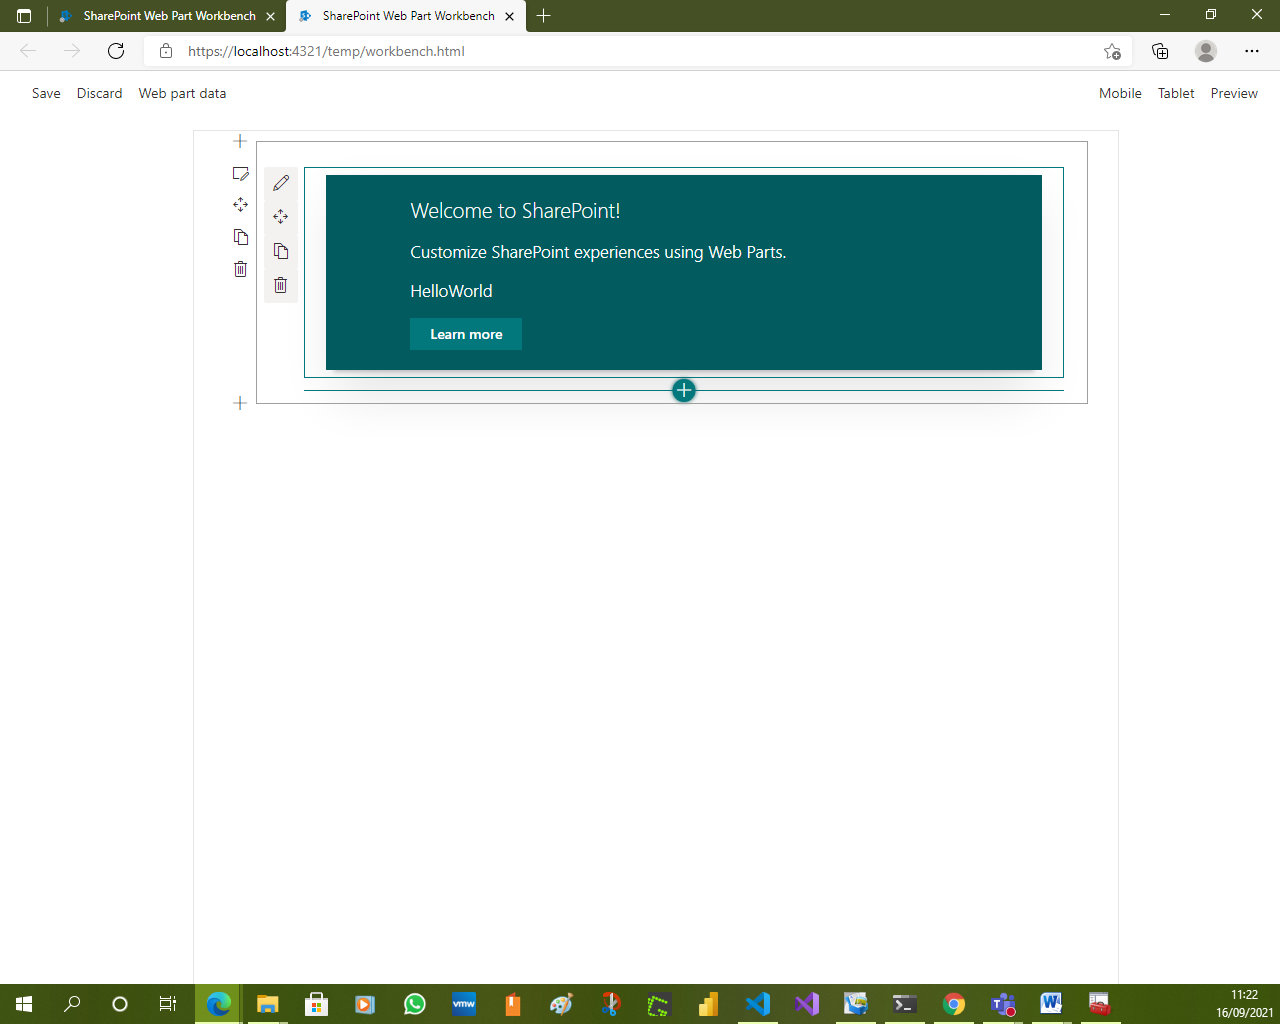 SharePoint Web Part Workbench
SharePoint Web Part Workbench
https://localhost:4321/temp/workbench.html
Save Discard Web part data Mobile Tablet Preview
Welcome to SharePoint!
Customize SharePoint experiences using Web Parts.
HelloWorld
Learn more
vmw
11:22
16/09/2021